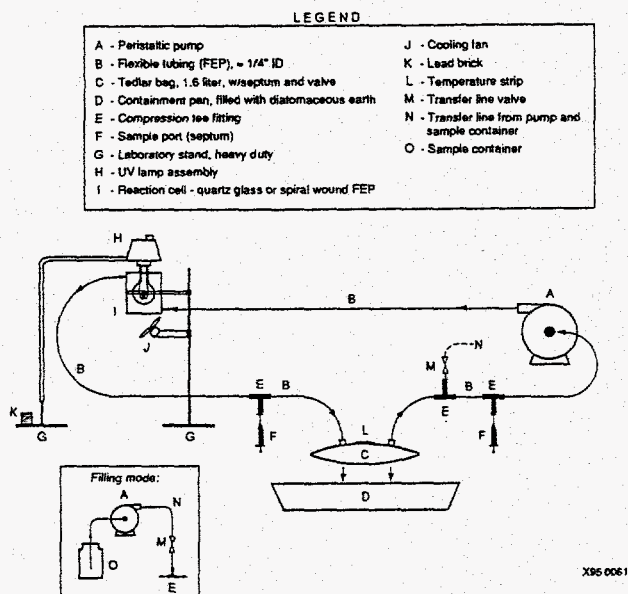 LEGEND
A - Peristaltic pump
B - Flexible tubing (FEP), ≈ 1/4" ID
C - Tedlar bag, 1.6 liter, w/septum and valve
D - Containment pan, filled with diatomaceous earth
E - Compression tee fitting
F - Sample port (septum)
G - Laboratory stand, heavy duty
H - UV lamp assembly
I - Reaction cell - quartz glass or spiral wound FEP
J - Cooling fan
K - Lead brick
L - Temperature strip
M - Transfer line valve
N - Transfer line from pump and
sample container
O - Sample container
H
A
B
I
J
N
M
B
E
B
B
E
K
E
L
F
F
G
G
C
D
Filling mode:
A
N
M
O
E
X95 0061